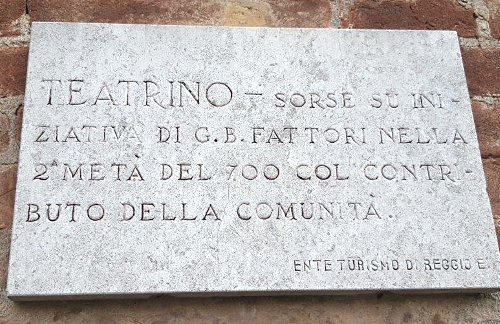 TEATRINO - SORSE SU INI-
ZIATIVA DI G.B. FATTORI NELLA
2ª METÀ DEL 700 COL CONTRI-
BUTO DELLA COMUNITÀ.
ENTE TURISMO DI REGGIO E.